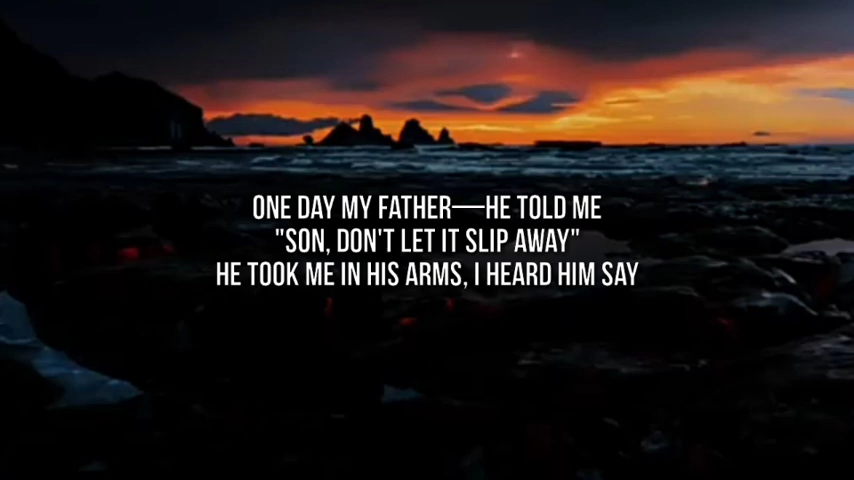 ONE DAY MY FATHER—HE TOLD ME
"SON, DON'T LET IT SLIP AWAY"
HE TOOK ME IN HIS ARMS, I HEARD HIM SAY